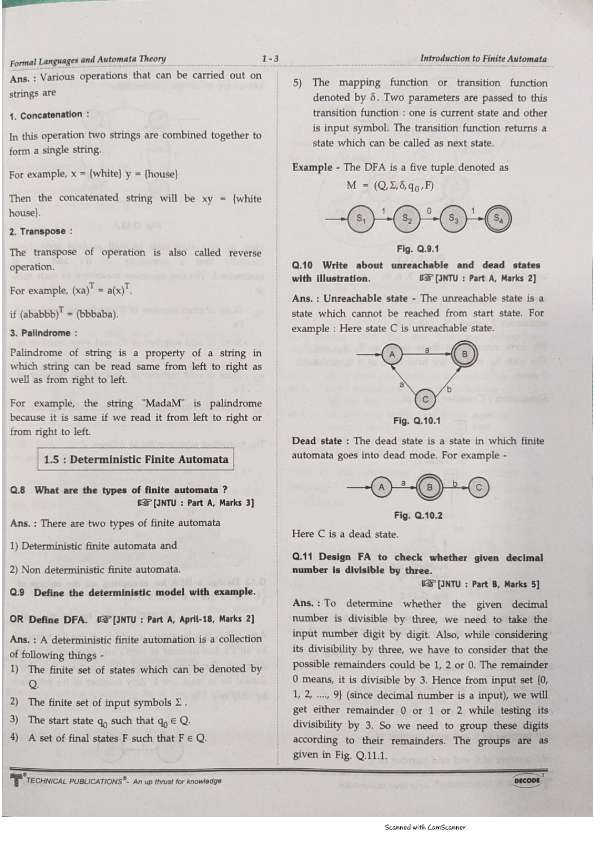 Formal Languages and Automata Theory
1 - 3
Introduction to Finite Automata
Ans. : Various operations that can be carried out on
strings are
1. Concatenation :
In this operation two strings are combined together to
form a single string.
For example, x = {white} y = {house}
Then the concatenated string will be xy = {white
house}.
2. Transpose :
The transpose of operation is also called reverse
operation.
For example, (xa)ᵀ = a(x)ᵀ.
if (ababbb)ᵀ = (bbbaba).
3. Palindrome :
Palindrome of string is a property of a string in
which string can be read same from left to right as
well as from right to left.
For example, the string "MadaM" is palindrome
because it is same if we read it from left to right or
from right to left.
1.5 : Deterministic Finite Automata
Q.8 What are the types of finite automata ?
☞ [JNTU : Part A, Marks 3]
Ans. : There are two types of finite automata
1) Deterministic finite automata and
2) Non deterministic finite automata.
Q.9 Define the deterministic model with example.
OR Define DFA. ☞ [JNTU : Part A, April-18, Marks 2]
Ans. : A deterministic finite automation is a collection
of following things -
1) The finite set of states which can be denoted by
Q.
2) The finite set of input symbols Σ .
3) The start state q₀ such that q₀ ∈ Q.
4) A set of final states F such that F ∈ Q.
5) The mapping function or transition function
denoted by δ. Two parameters are passed to this
transition function : one is current state and other
is input symbol. The transition function returns a
state which can be called as next state.
Example - The DFA is a five tuple denoted as
M = (Q, Σ, δ, q₀, F)
S₁ 1 S₂ 0 S₃ 1 S₄
Fig. Q.9.1
Q.10 Write about unreachable and dead states
with illustration. ☞ [JNTU : Part A, Marks 2]
Ans. : Unreachable state - The unreachable state is a
state which cannot be reached from start state. For
example : Here state C is unreachable state.
A a B
a b
C
Fig. Q.10.1
Dead state : The dead state is a state in which finite
automata goes into dead mode. For example -
A a B b C
Fig. Q.10.2
Here C is a dead state.
Q.11 Design FA to check whether given decimal
number is divisible by three.
☞ [JNTU : Part B, Marks 5]
Ans. : To determine whether the given decimal
number is divisible by three, we need to take the
input number digit by digit. Also, while considering
its divisibility by three, we have to consider that the
possible remainders could be 1, 2 or 0. The remainder
0 means, it is divisible by 3. Hence from input set {0,
1, 2, ...., 9} (since decimal number is a input), we will
get either remainder 0 or 1 or 2 while testing its
divisibility by 3. So we need to group these digits
according to their remainders. The groups are as
given in Fig. Q.11.1.
TECHNICAL PUBLICATIONS® - An up thrust for knowledge
DECODE
Scanned with CamScanner